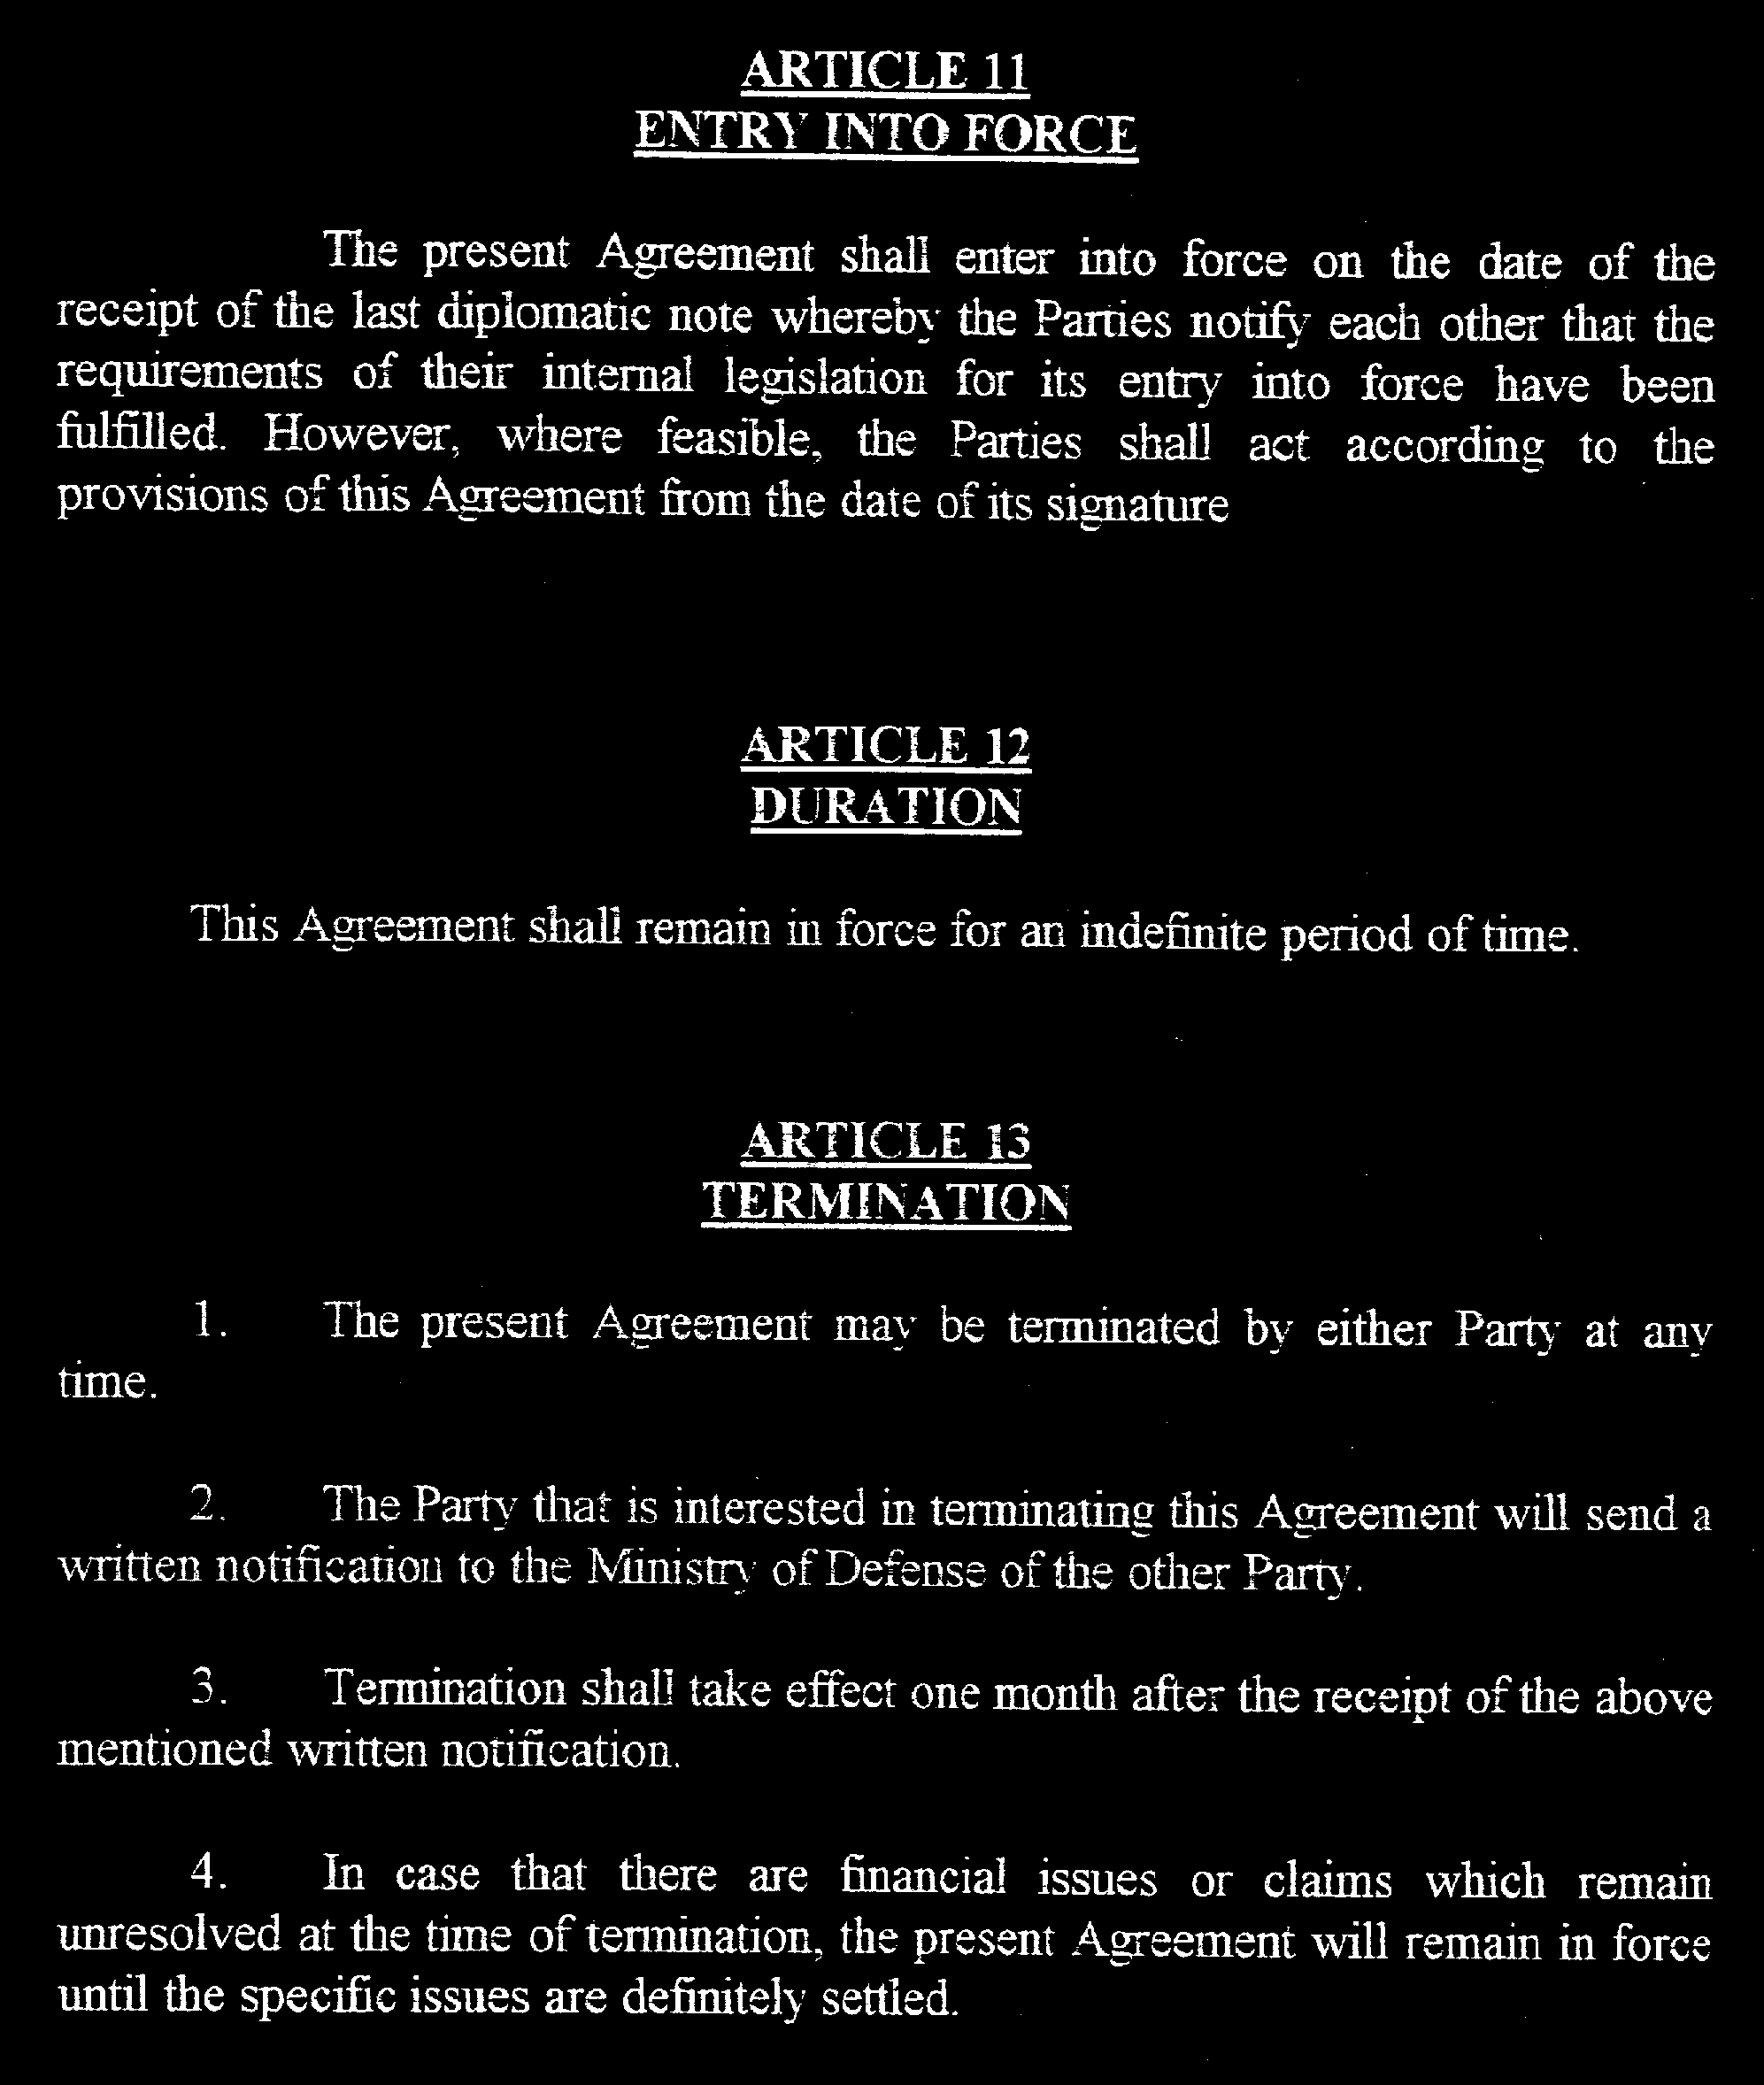 ARTICLE 11
ENTRY INTO FORCE
The present Agreement shall enter into force on the date of the
receipt of the last diplomatic note whereby the Parties notify each other that the
requirements of their internal legislation for its entry into force have been
fulfilled. However, where feasible, the Parties shall act according to the
provisions of this Agreement from the date of its signature
ARTICLE 12
DURATION
This Agreement shall remain in force for an indefinite period of time.
ARTICLE 13
TERMINATION
1. The present Agreement may be terminated by either Party at any
time.
2. The Party that is interested in terminating this Agreement will send a
written notification to the Ministry of Defense of the other Party.
3. Termination shall take effect one month after the receipt of the above
mentioned written notification.
4. In case that there are financial issues or claims which remain
unresolved at the time of termination, the present Agreement will remain in force
until the specific issues are definitely settled.